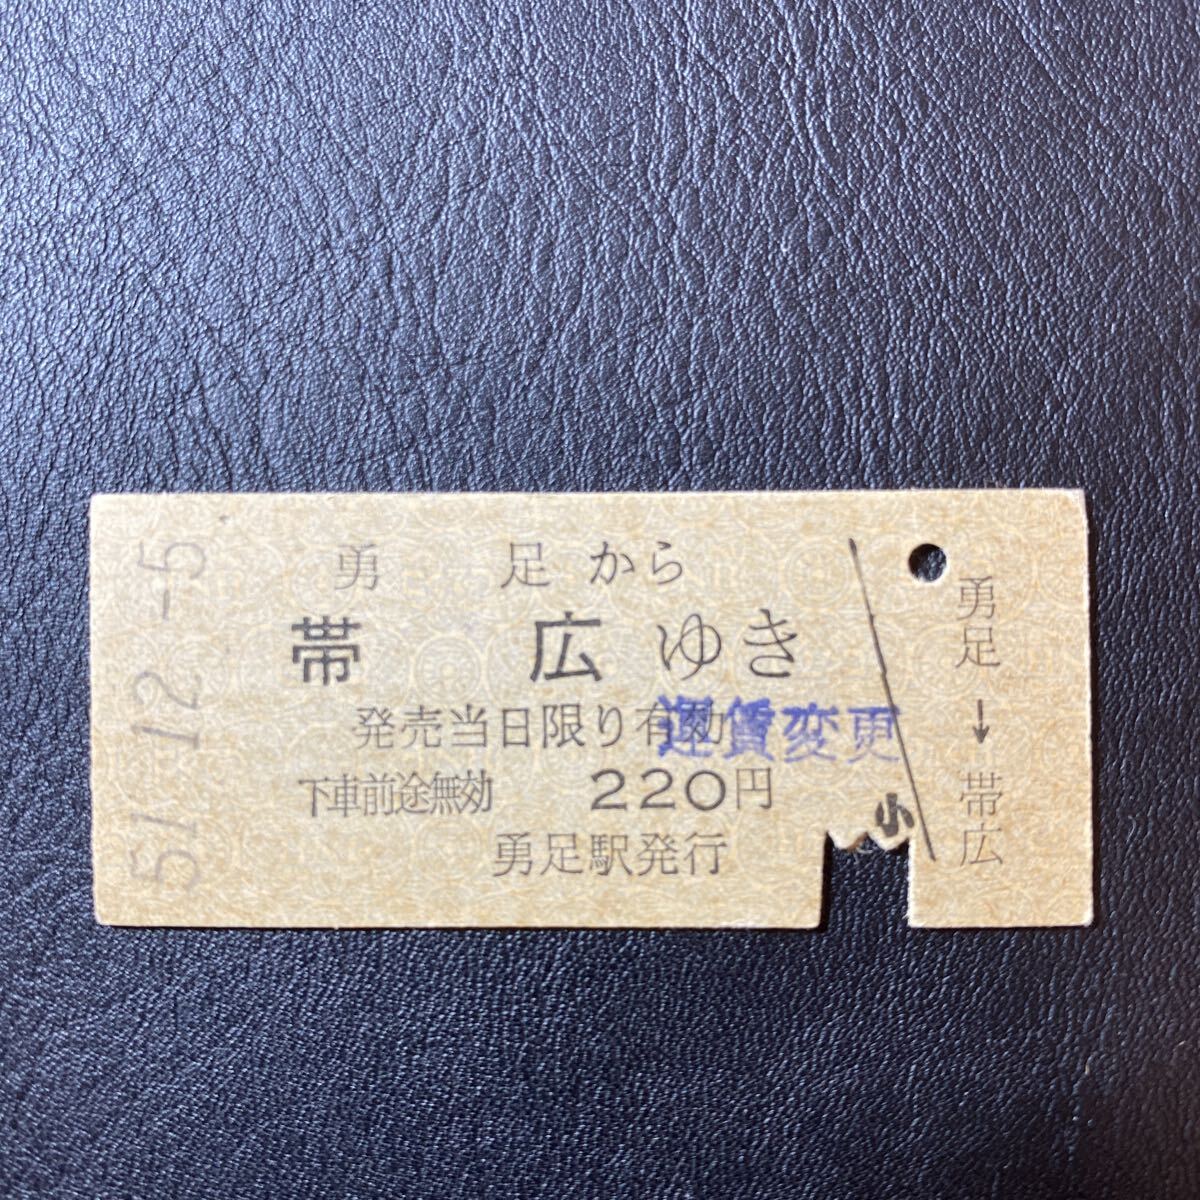 勇足から
帯広ゆき
発売当日限り有効
運賃変更
下車前途無効 220円
勇足駅発行
小
勇足→帯広
51.12.-5